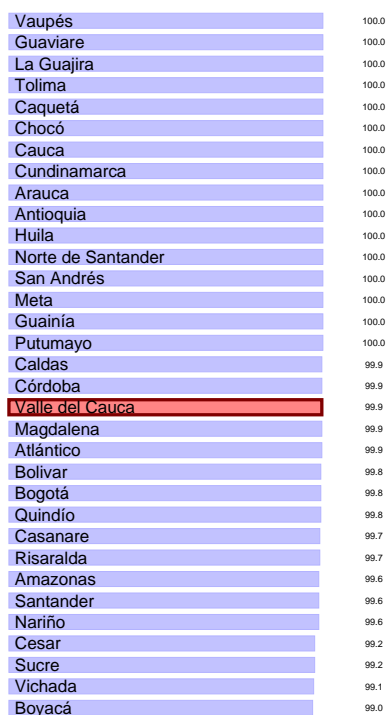 Vaupés 100.0
Guaviare 100.0
La Guajira 100.0
Tolima 100.0
Caquetá 100.0
Chocó 100.0
Cauca 100.0
Cundinamarca 100.0
Arauca 100.0
Antioquia 100.0
Huila 100.0
Norte de Santander 100.0
San Andrés 100.0
Meta 100.0
Guainía 100.0
Putumayo 100.0
Caldas 99.9
Córdoba 99.9
Valle del Cauca 99.9
Magdalena 99.9
Atlántico 99.9
Bolivar 99.8
Bogotá 99.8
Quindío 99.8
Casanare 99.7
Risaralda 99.7
Amazonas 99.6
Santander 99.6
Nariño 99.6
Cesar 99.2
Sucre 99.2
Vichada 99.1
Boyacá 99.0